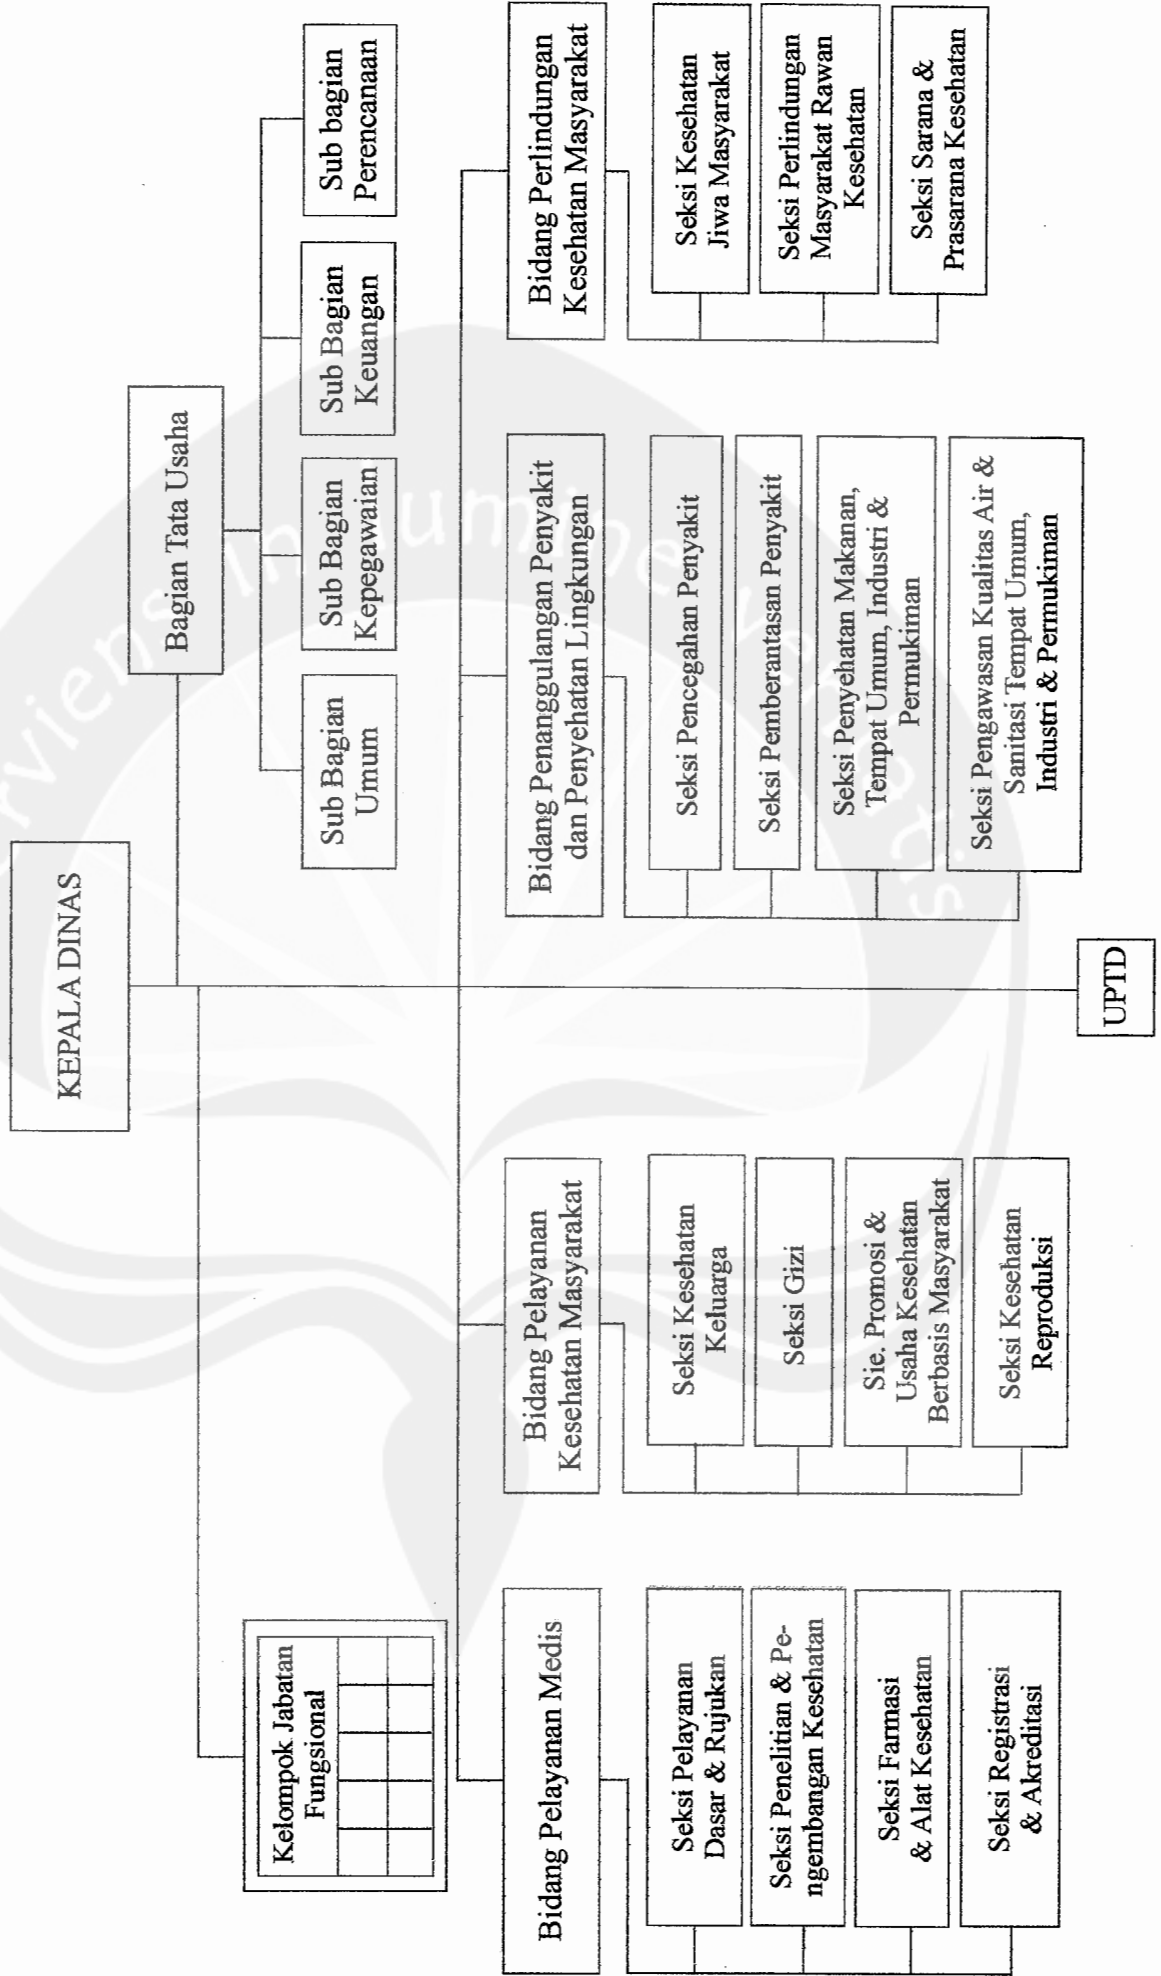 KEPALA DINAS
Bagian Tata Usaha
Sub Bagian
Umum
Sub Bagian
Kepegawaian
Sub Bagian
Keuangan
Sub bagian
Perencanaan
Kelompok Jabatan
Fungsional
Bidang Pelayanan Medis
Seksi Pelayanan
Dasar & Rujukan
Seksi Penelitian & Pe-
ngembangan Kesehatan
Seksi Farmasi
& Alat Kesehatan
Seksi Registrasi
& Akreditasi
Bidang Pelayanan
Kesehatan Masyarakat
Seksi Kesehatan
Keluarga
Seksi Gizi
Sie. Promosi &
Usaha Kesehatan
Berbasis Masyarakat
Seksi Kesehatan
Reproduksi
Bidang Penanggulangan Penyakit
dan Penyehatan Lingkungan
Seksi Pencegahan Penyakit
Seksi Pemberantasan Penyakit
Seksi Penyehatan Makanan,
Tempat Umum, Industri &
Permukiman
Seksi Pengawasan Kualitas Air &
Sanitasi Tempat Umum,
Industri & Permukiman
Bidang Perlindungan
Kesehatan Masyarakat
Seksi Kesehatan
Jiwa Masyarakat
Seksi Perlindungan
Masyarakat Rawan
Kesehatan
Seksi Sarana &
Prasarana Kesehatan
UPTD
rviens in lumine veritatis